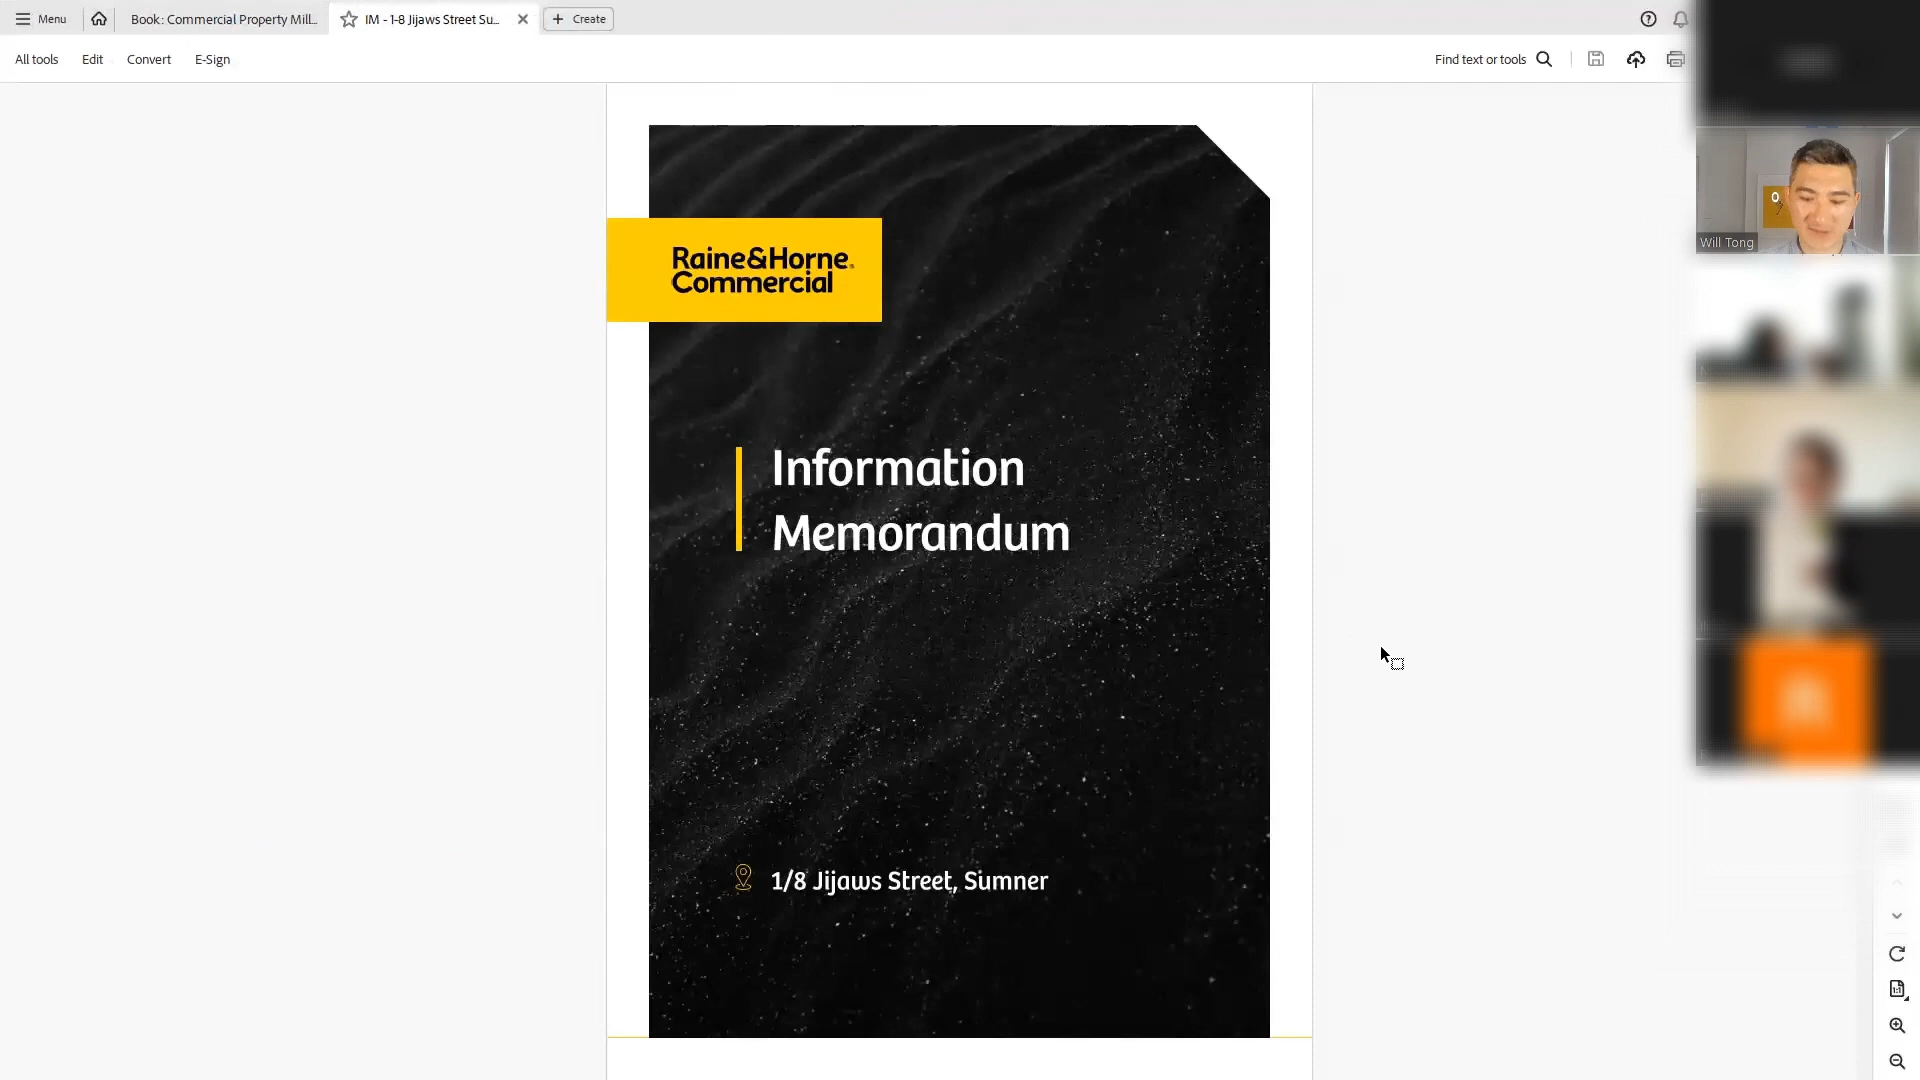 Menu
Book: Commercial Property Mill...
IM - 1-8 Jijaws Street Su...
Create
All tools
Edit
Convert
E-Sign
Find text or tools
Raine&Horne
Commercial
Information
Memorandum
1/8 Jijaws Street, Sumner
Will Tong